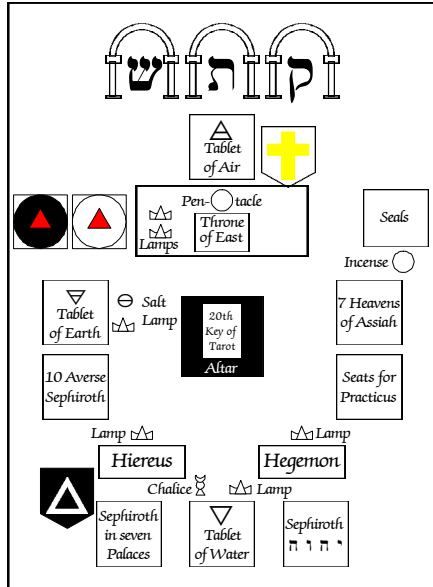 ק ת ש
Tablet
of Air
Pen-tacle
Throne
of East
Lamps
Seals
Incense
Tablet
of Earth
Salt
Lamp
20th
Key of
Tarot
Altar
7 Heavens
of Assiah
10 Averse
Sephiroth
Seats for
Practicus
Lamp
Lamp
Hiereus
Hegemon
Chalice
Lamp
Sephiroth
in seven
Palaces
Tablet
of Water
Sephiroth
י ה ו ה